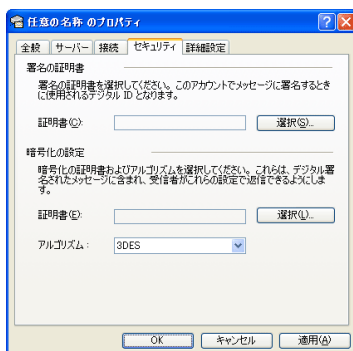 任意の名称 のプロパティ
全般 サーバー 接続 セキュリティ 詳細設定
署名の証明書
署名の証明書を選択してください。このアカウントでメッセージに署名するとき
に使用されるデジタル ID となります。
証明書(C): 選択(S)...
暗号化の設定
暗号化の証明書およびアルゴリズムを選択してください。これらは、デジタル署
名されたメッセージに含まれ、受信者がこれらの設定で返信できるようにしま
す。
証明書(E): 選択(L)...
アルゴリズム: 3DES
OK キャンセル 適用(A)